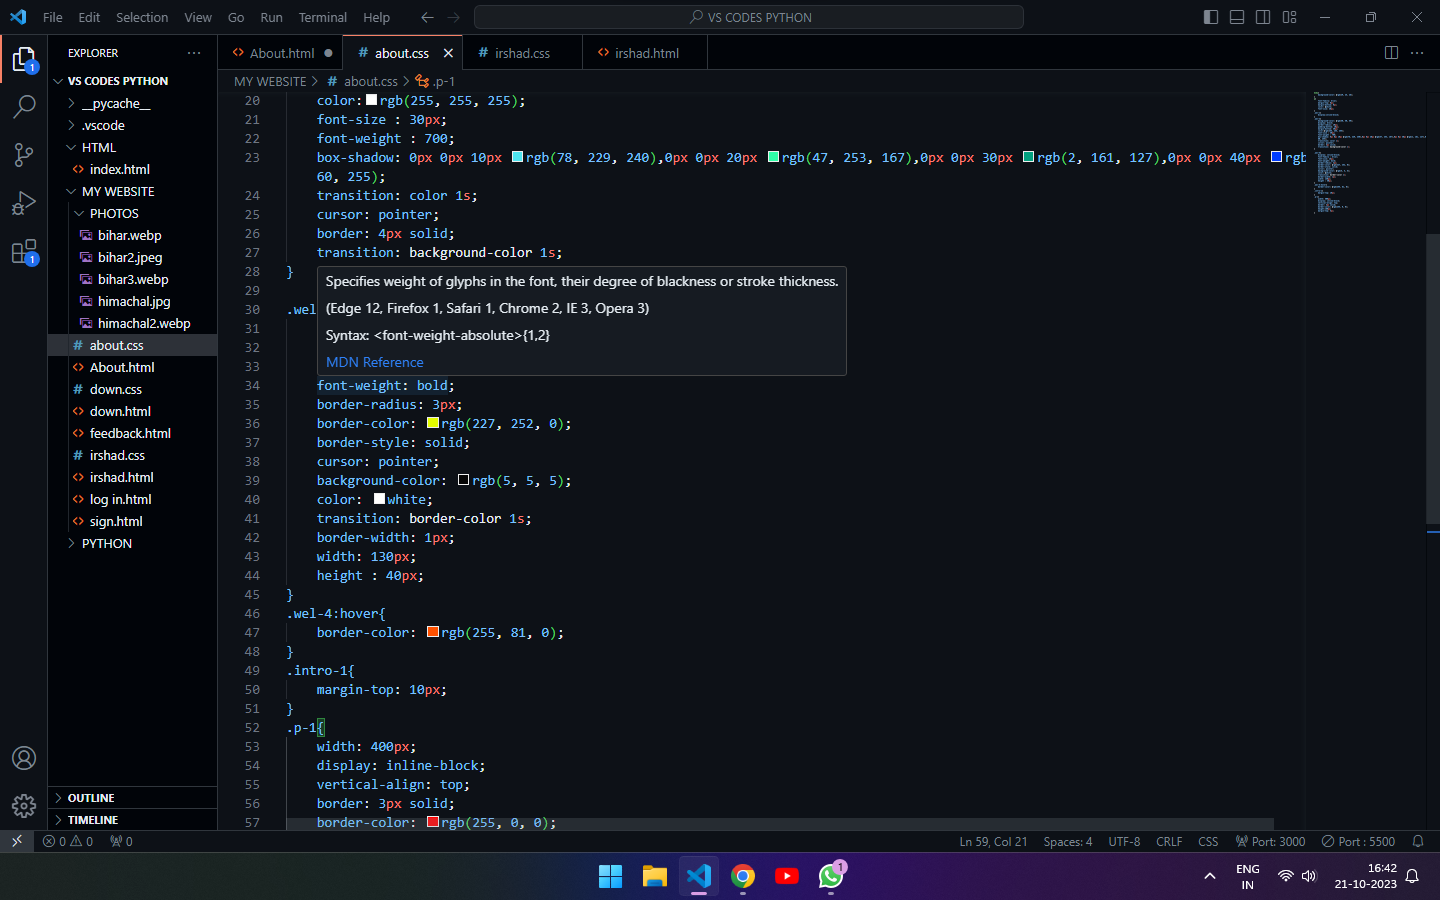 File Edit Selection View Go Run Terminal Help
VS CODES PYTHON
EXPLORER
About.html
about.css
irshad.css
irshad.html
MY WEBSITE > about.css > .p-1
VS CODES PYTHON
__pycache__
.vscode
HTML
index.html
MY WEBSITE
PHOTOS
bihar.webp
bihar2.jpeg
bihar3.webp
himachal.jpg
himachal2.webp
about.css
About.html
down.css
down.html
feedback.html
irshad.css
irshad.html
log in.html
sign.html
PYTHON
OUTLINE
TIMELINE
20 color: rgb(255, 255, 255);
21 font-size : 30px;
22 font-weight : 700;
23 box-shadow: 0px 0px 10px rgb(78, 229, 240),0px 0px 20px rgb(47, 253, 167),0px 0px 30px rgb(2, 161, 127),0px 0px 40px rgb
60, 255);
24 transition: color 1s;
25 cursor: pointer;
26 border: 4px solid;
27 transition: background-color 1s;
28 }
29
30 .wel
31
32
33
Specifies weight of glyphs in the font, their degree of blackness or stroke thickness.
(Edge 12, Firefox 1, Safari 1, Chrome 2, IE 3, Opera 3)
Syntax: <font-weight-absolute>{1,2}
MDN Reference
34 font-weight: bold;
35 border-radius: 3px;
36 border-color: rgb(227, 252, 0);
37 border-style: solid;
38 cursor: pointer;
39 background-color: rgb(5, 5, 5);
40 color: white;
41 transition: border-color 1s;
42 border-width: 1px;
43 width: 130px;
44 height : 40px;
45 }
46 .wel-4:hover{
47 border-color: rgb(255, 81, 0);
48 }
49 .intro-1{
50 margin-top: 10px;
51 }
52 .p-1{
53 width: 400px;
54 display: inline-block;
55 vertical-align: top;
56 border: 3px solid;
57 border-color: rgb(255, 0, 0);
1
1
0 0 0
Ln 59, Col 21 Spaces: 4 UTF-8 CRLF CSS Port: 3000 Port : 5500
1
ENG
IN
16:42
21-10-2023